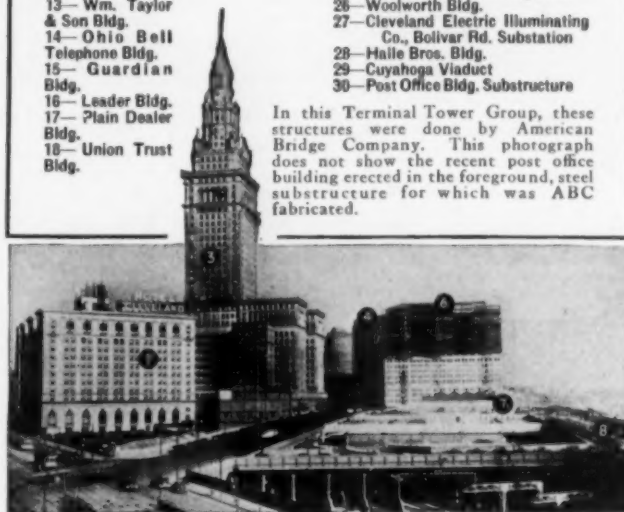 13—Wm. Taylor
& Son Bldg.
14—Ohio Bell
Telephone Bldg.
15— Guardian
Bldg.
16—Leader Bldg.
17—Plain Dealer
Bldg.
18—Union Trust
Bldg.
26—Woolworth Bldg.
27—Cleveland Electric Illuminating
Co., Bolivar Rd. Substation
28—Halle Bros. Bldg.
29—Cuyahoga Viaduct
30—Post Office Bldg. Substructure
In this Terminal Tower Group, these
structures were done by American
Bridge Company. This photograph
does not show the recent post office
building erected in the foreground, steel
substructure for which was ABC
fabricated.
3
CLEVELAND
4
6
8